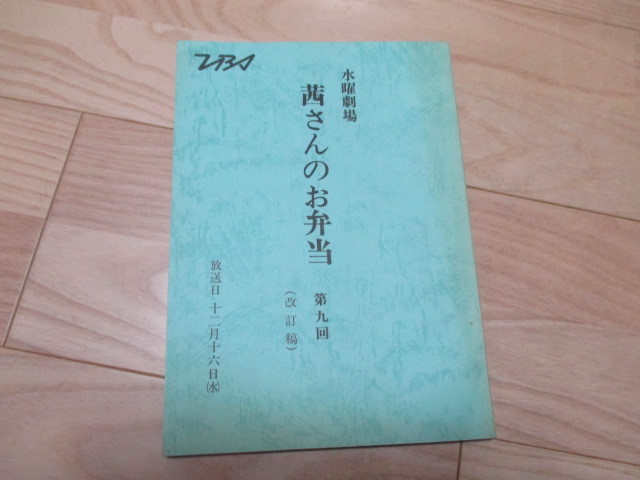 TBS
水曜劇場
茜さんのお弁当
第九回
(改訂稿)
放送日 十二月十六日(水)